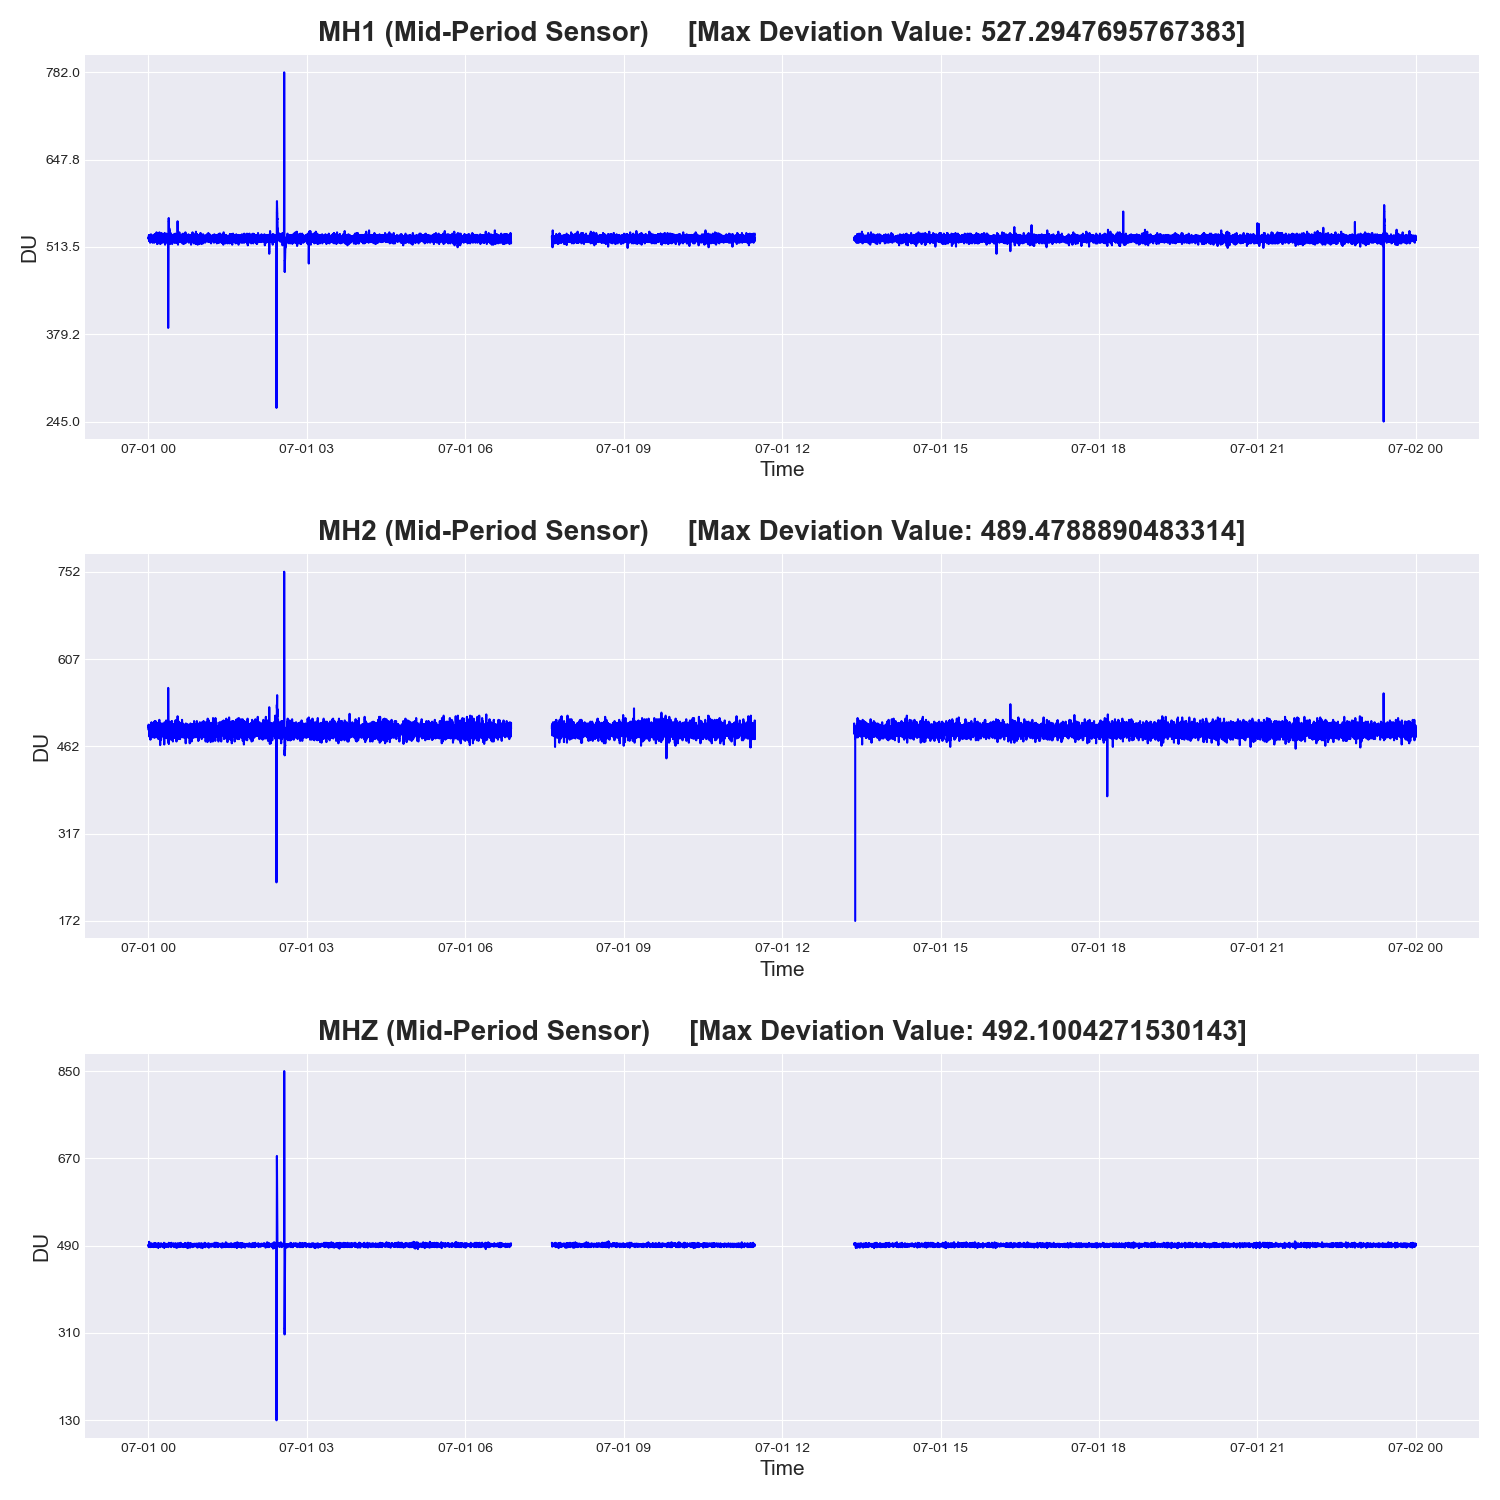 MH1 (Mid-Period Sensor) [Max Deviation Value: 527.2947695767383]
782.0
647.8
513.5
379.2
245.0
DU
07-01 00 07-01 03 07-01 06 07-01 09 07-01 12 07-01 15 07-01 18 07-01 21 07-02 00
Time
MH2 (Mid-Period Sensor) [Max Deviation Value: 489.4788890483314]
752
607
462
317
172
DU
07-01 00 07-01 03 07-01 06 07-01 09 07-01 12 07-01 15 07-01 18 07-01 21 07-02 00
Time
MHZ (Mid-Period Sensor) [Max Deviation Value: 492.1004271530143]
850
670
490
310
130
DU
07-01 00 07-01 03 07-01 06 07-01 09 07-01 12 07-01 15 07-01 18 07-01 21 07-02 00
Time